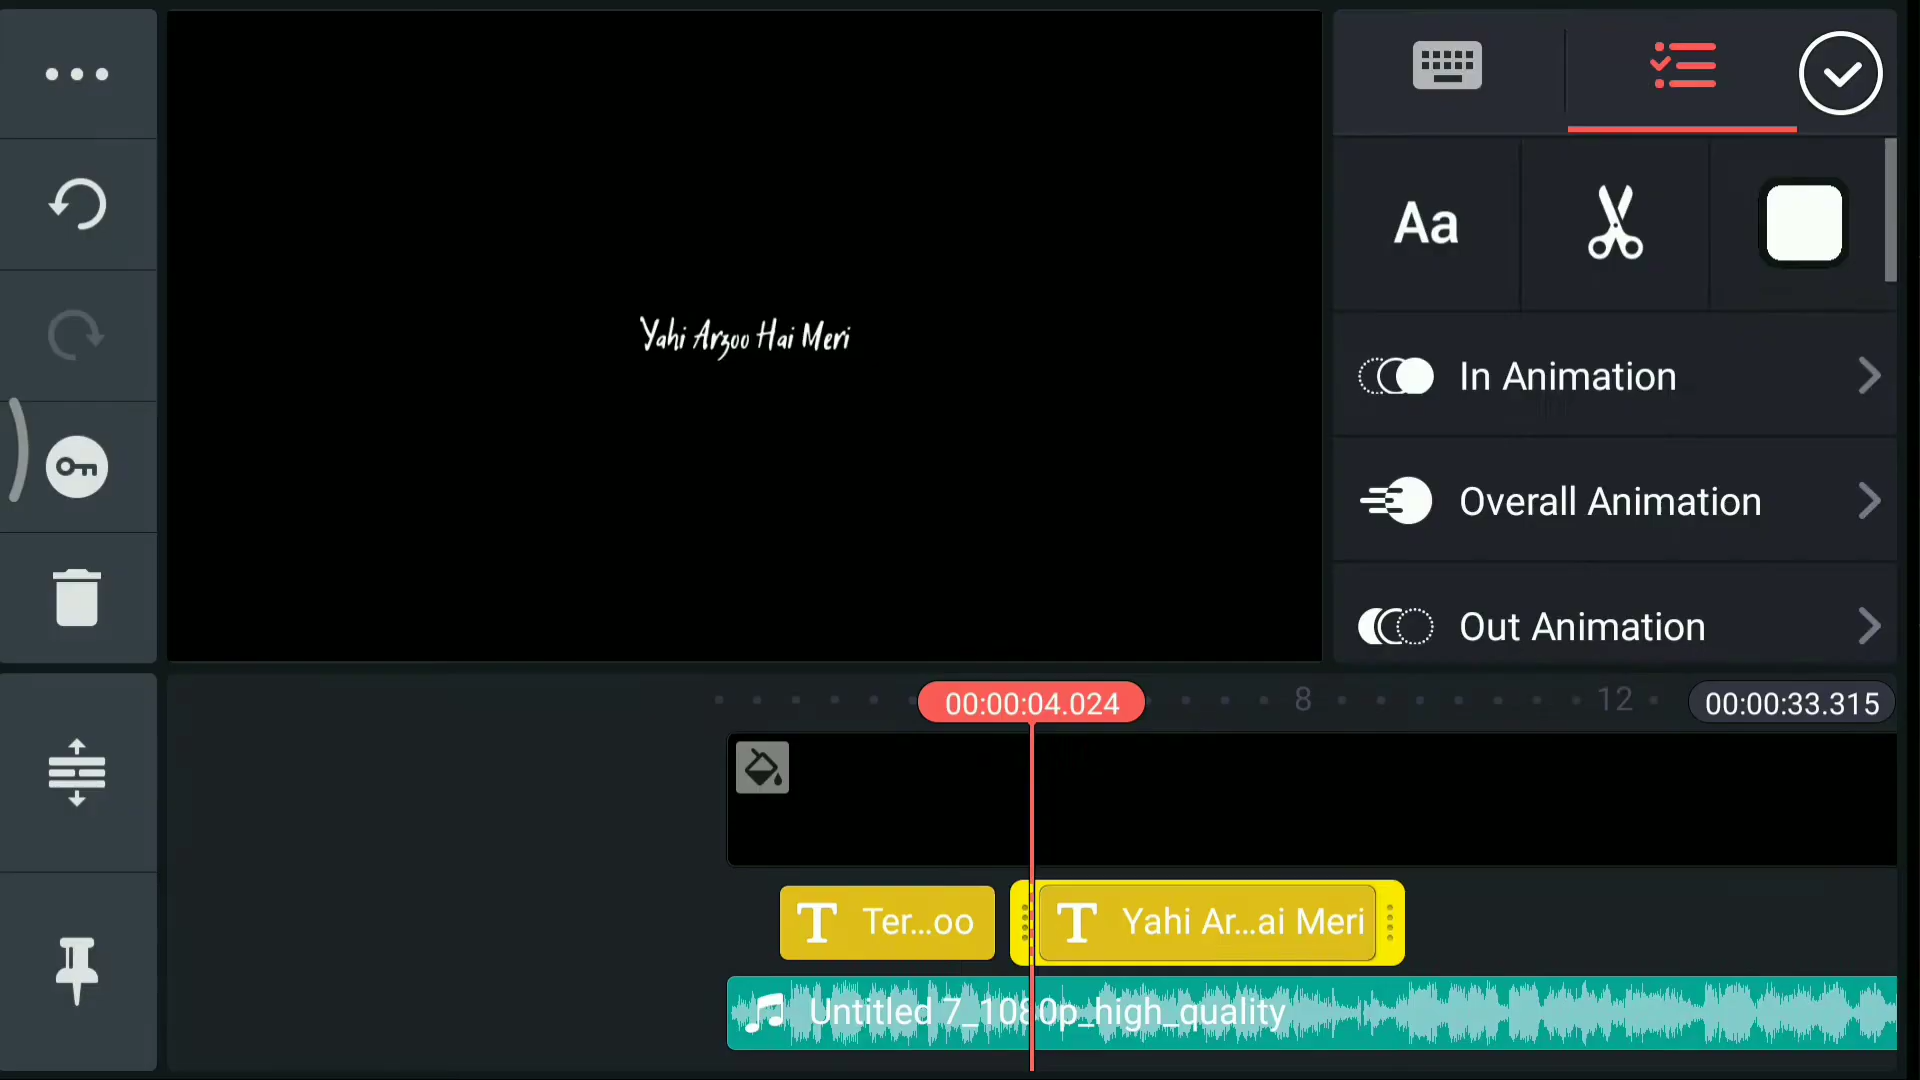 Aa
Yahi Arzoo Hai Meri
In Animation
Overall Animation
Out Animation
00:00:04.024
8
12
00:00:33.315
T Ter...oo
T Yahi Ar...ai Meri
Untitled 7_1080p_high_quality